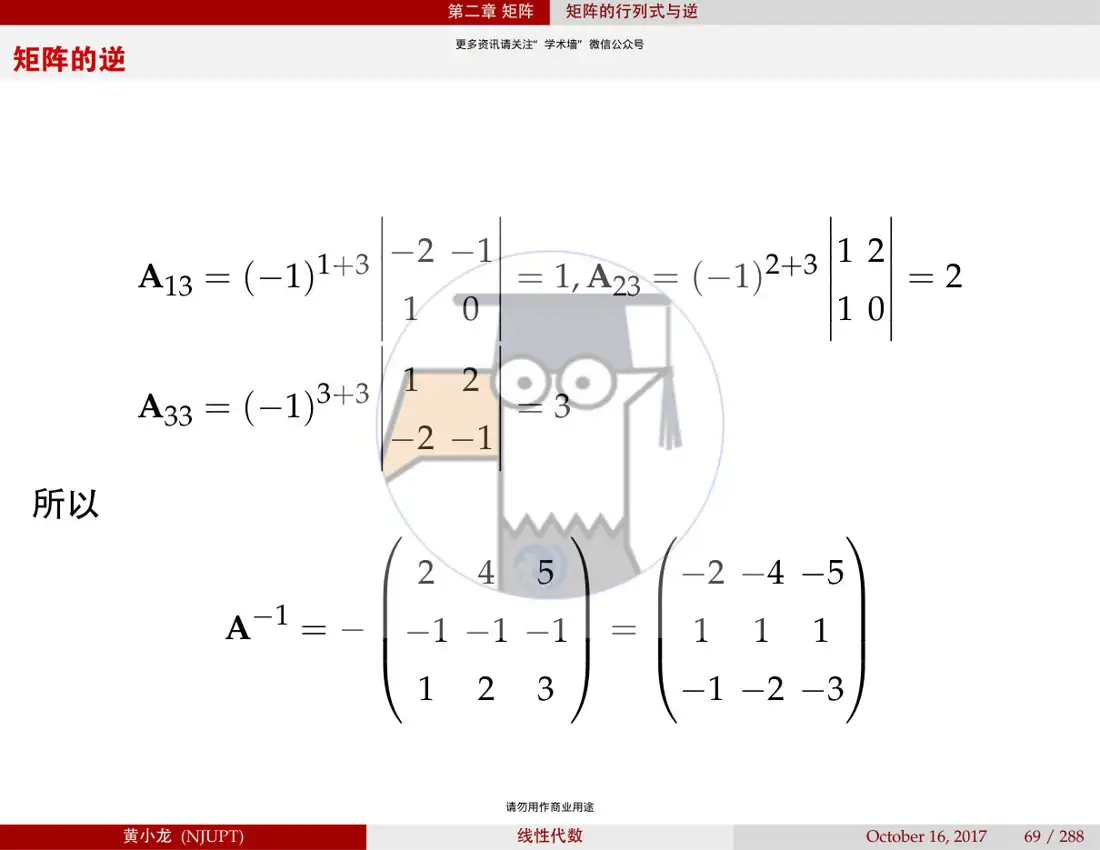 第二章 矩阵 矩阵的行列式与逆
矩阵的逆
更多资讯请关注“学术墙”微信公众号
A₁₃ = (−1)¹⁺³ | −2 −1 ; 1 0 | = 1, A₂₃ = (−1)²⁺³ | 1 2 ; 1 0 | = 2
A₃₃ = (−1)³⁺³ | 1 2 ; −2 −1 | = 3
所以
A⁻¹ = − ( 2 4 5 ; −1 −1 −1 ; 1 2 3 ) = ( −2 −4 −5 ; 1 1 1 ; −1 −2 −3 )
请勿用作商业用途
黄小龙 (NJUPT) 线性代数 October 16, 2017 69 / 288